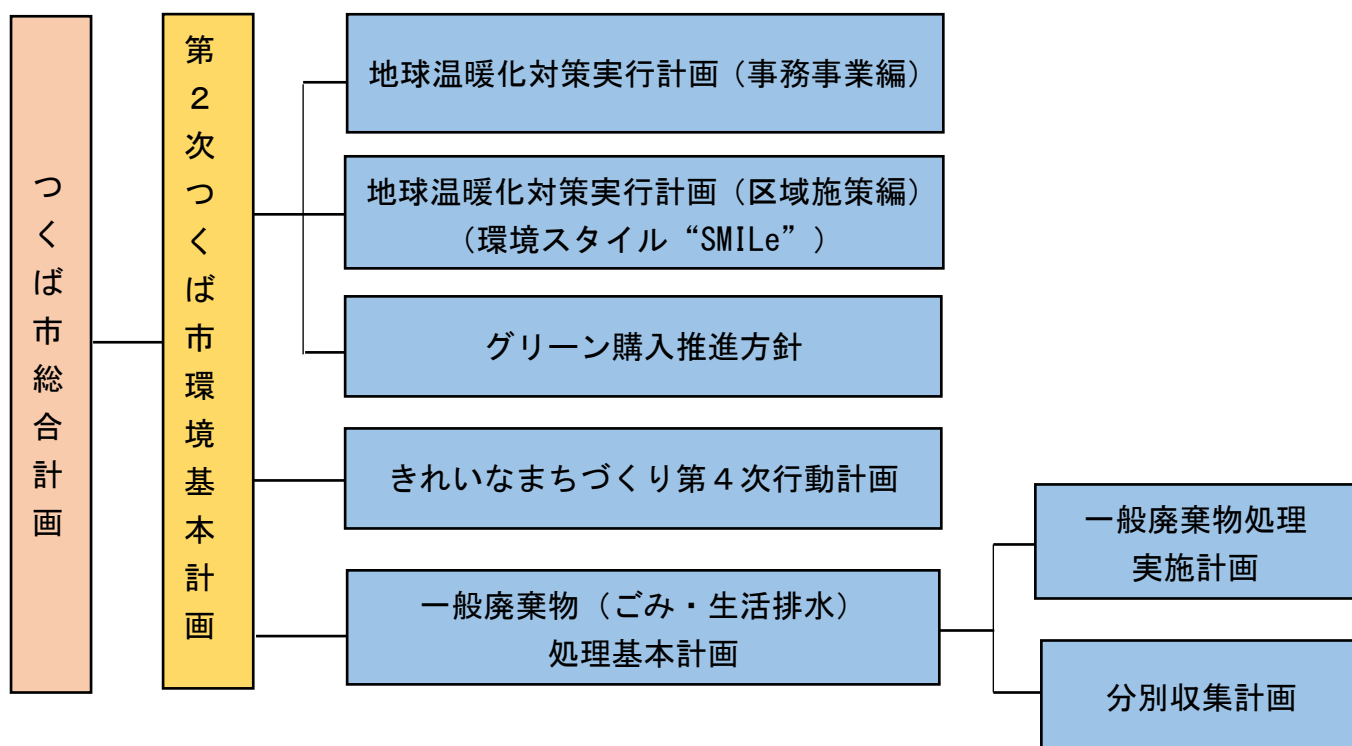 つくば市総合計画
第２次つくば市環境基本計画
地球温暖化対策実行計画（事務事業編）
地球温暖化対策実行計画（区域施策編）
（環境スタイル“SMILe”）
グリーン購入推進方針
きれいなまちづくり第４次行動計画
一般廃棄物（ごみ・生活排水）
処理基本計画
一般廃棄物処理
実施計画
分別収集計画